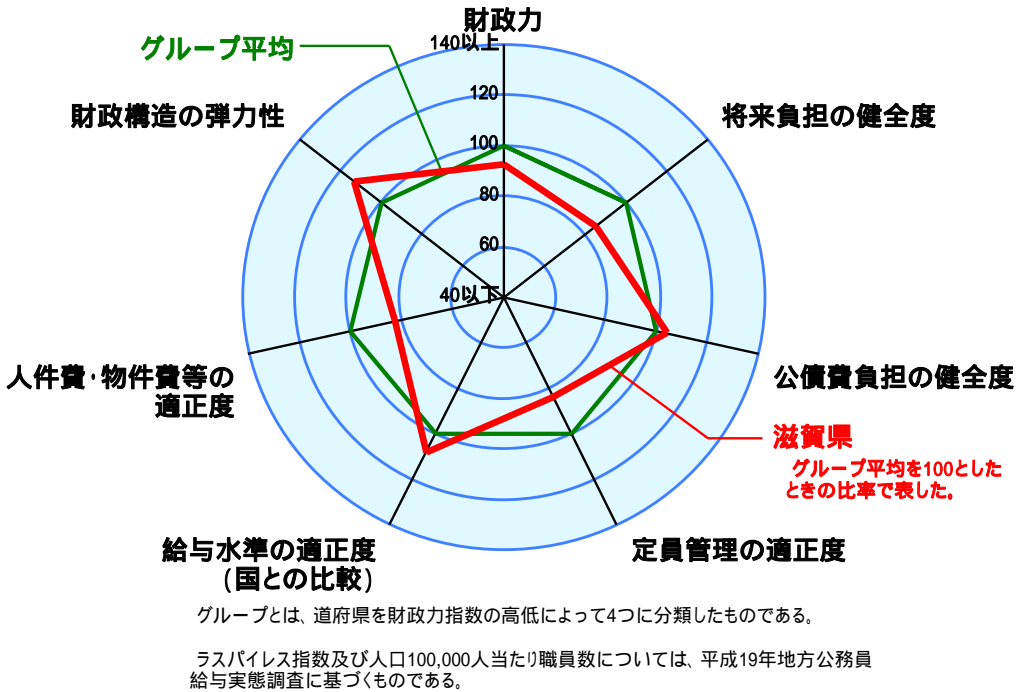 財政力
140以上
グループ平均
120
財政構造の弾力性
将来負担の健全度
100
80
60
40以下
人件費・物件費等の
適正度
公債費負担の健全度
滋賀県
グループ平均を100とした
ときの比率で表した。
給与水準の適正度
(国との比較)
定員管理の適正度
グループとは、道府県を財政力指数の高低によって4つに分類したものである。
ラスパイレス指数及び人口100,000人当たり職員数については、平成19年地方公務員
給与実態調査に基づくものである。